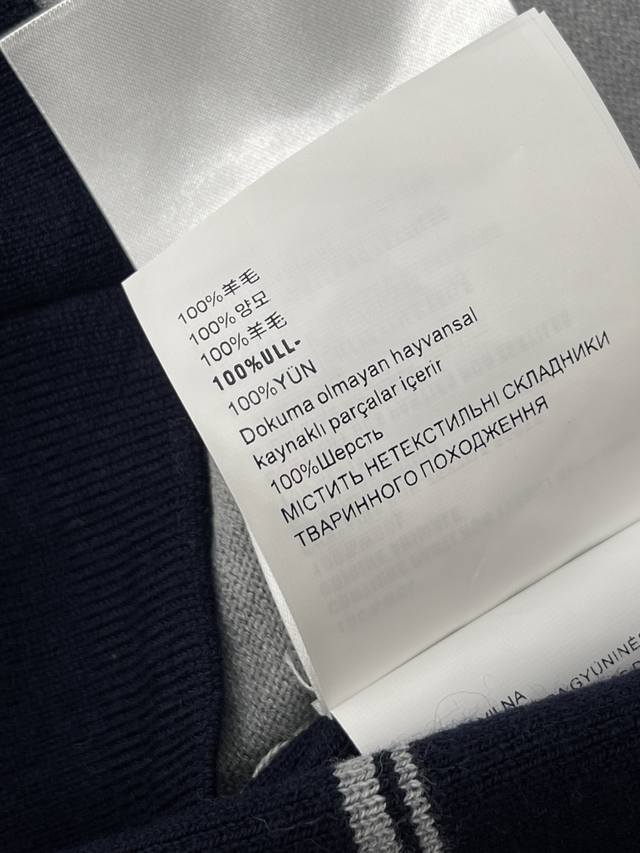 100%羊毛
100%양모
100%羊毛
100%ULL-
100%YÜN
Dokuma olmayan hayvansal
kaynaklı parçalar içerir
100%Шерсть
МІСТИТЬ НЕТЕКСТИЛЬНІ СКЛАДНИКИ
ТВАРИННОГО ПОХОДЖЕННЯ